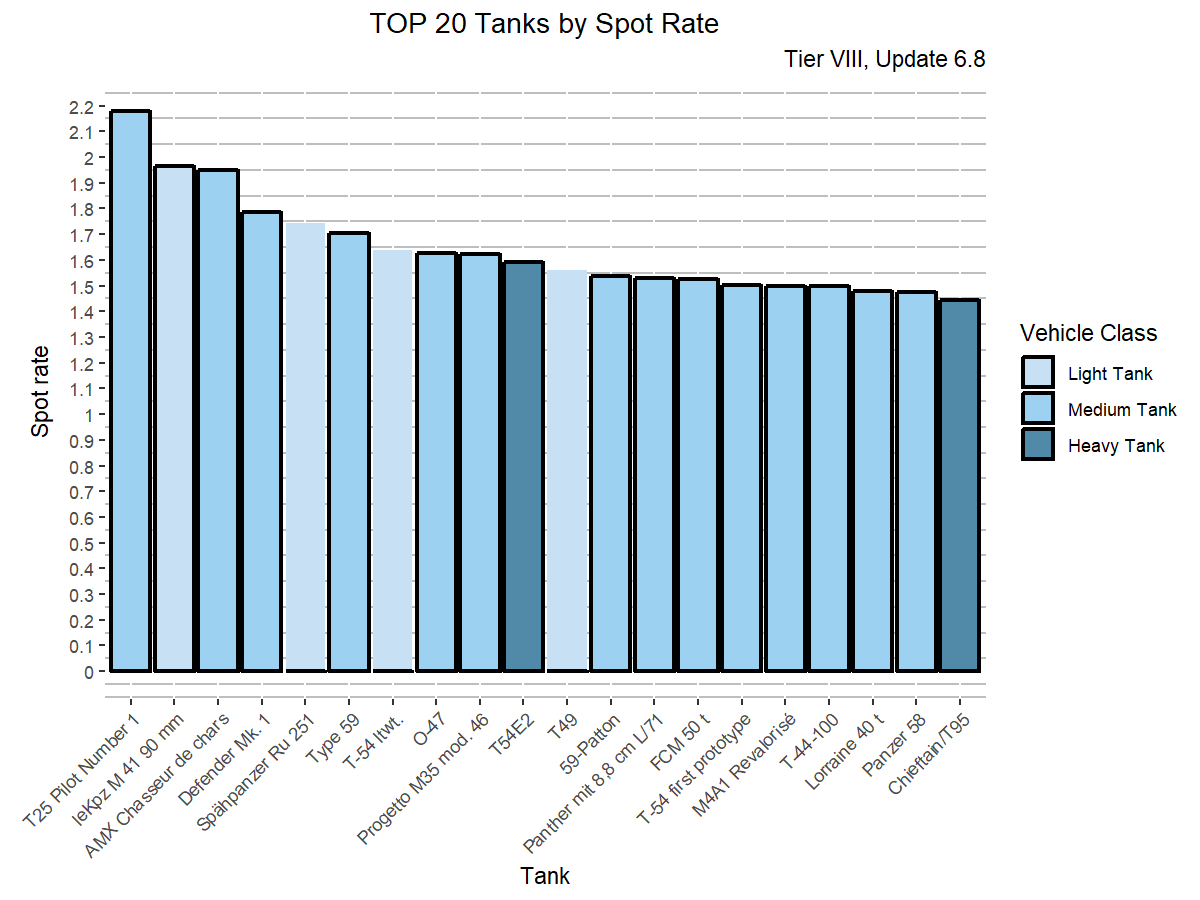 TOP 20 Tanks by Spot Rate
Tier VIII, Update 6.8
Spot rate
2.2
2.1
2
1.9
1.8
1.7
1.6
1.5
1.4
1.3
1.2
1.1
1
0.9
0.8
0.7
0.6
0.5
0.4
0.3
0.2
0.1
0
T25 Pilot Number 1
leKpz M 41 90 mm
AMX Chasseur de chars
Defender Mk. 1
Spähpanzer Ru 251
Type 59
T-54 ltwt.
O-47
Progetto M35 mod. 46
T54E2
T49
59-Patton
Panther mit 8,8 cm L/71
FCM 50 t
T-54 first prototype
M4A1 Revalorisé
T-44-100
Lorraine 40 t
Panzer 58
Chieftain/T95
Tank
Vehicle Class
Light Tank
Medium Tank
Heavy Tank